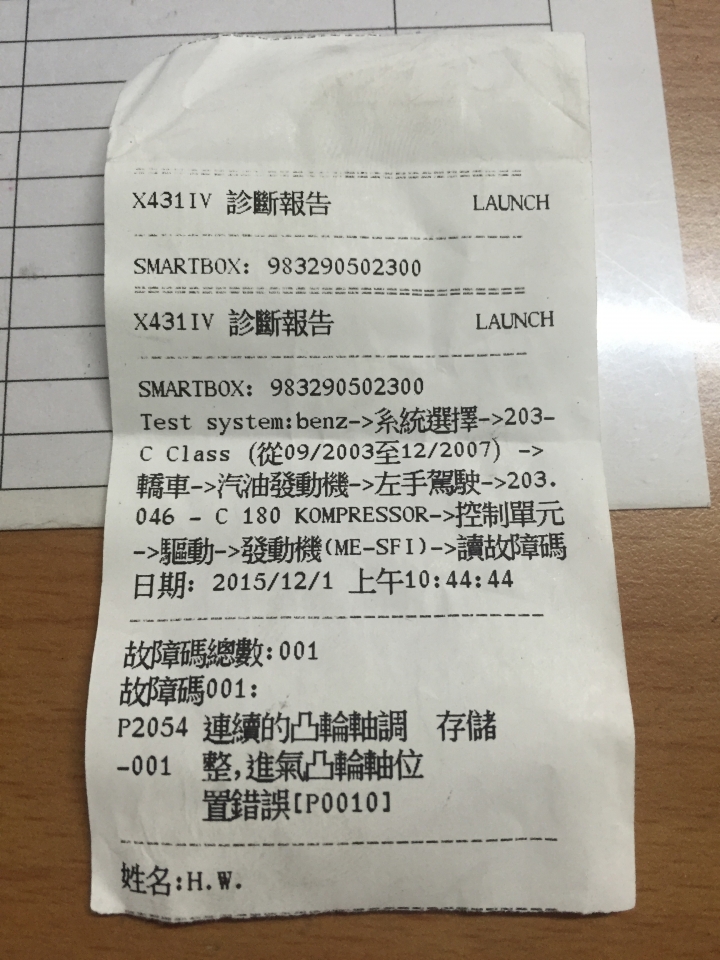 X431IV 診斷報告 LAUNCH
SMARTBOX: 983290502300
X431IV 診斷報告 LAUNCH
SMARTBOX: 983290502300
Test system:benz->系統選擇->203-
C Class (從09/2003至12/2007) ->
轎車->汽油發動機->左手駕駛->203.
046 - C 180 KOMPRESSOR->控制單元
->驅動->發動機(ME-SFI)->讀故障碼
日期: 2015/12/1 上午10:44:44
故障碼總數:001
故障碼001:
P2054 連續的凸輪軸調 存儲
-001 整,進氣凸輪軸位
置錯誤[P0010]
姓名:H.W.